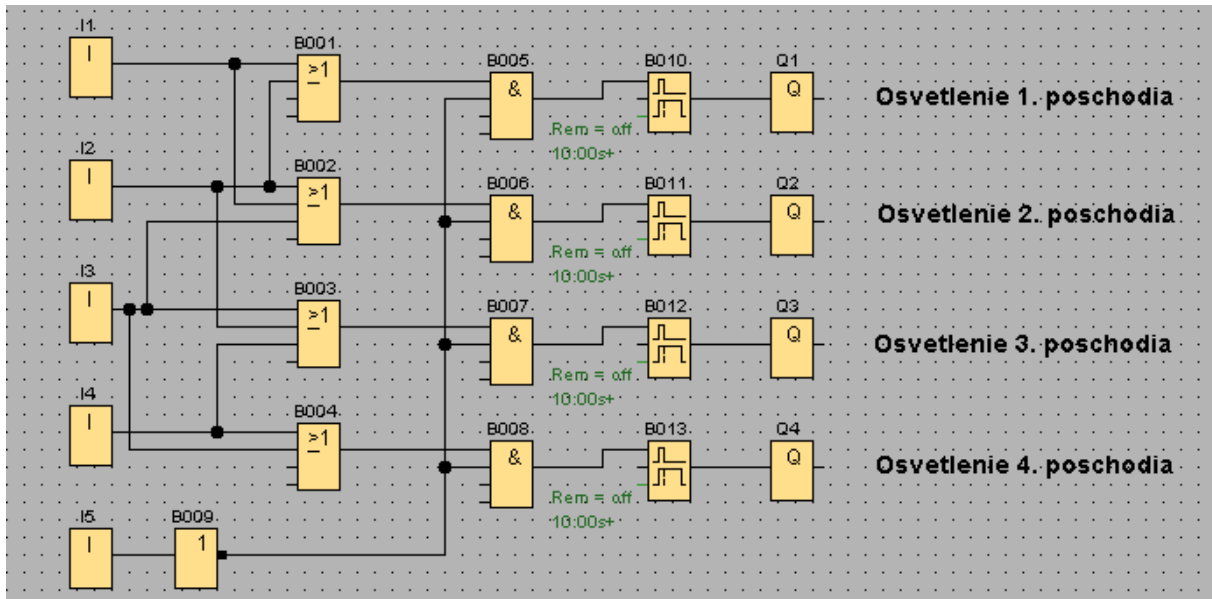 I1
B001
I
>1
B005 B010 Q1
& Q
Osvetlenie 1. poschodia
Rem = off
10:00s+
I2
B002
I
>1
B006 B011 Q2
& Q
Osvetlenie 2. poschodia
Rem = off
10:00s+
I3
B003
I
>1
B007 B012 Q3
& Q
Osvetlenie 3. poschodia
Rem = off
10:00s+
I4
B004
I
>1
B008 B013 Q4
& Q
Osvetlenie 4. poschodia
Rem = off
10:00s+
I5 B009
I 1